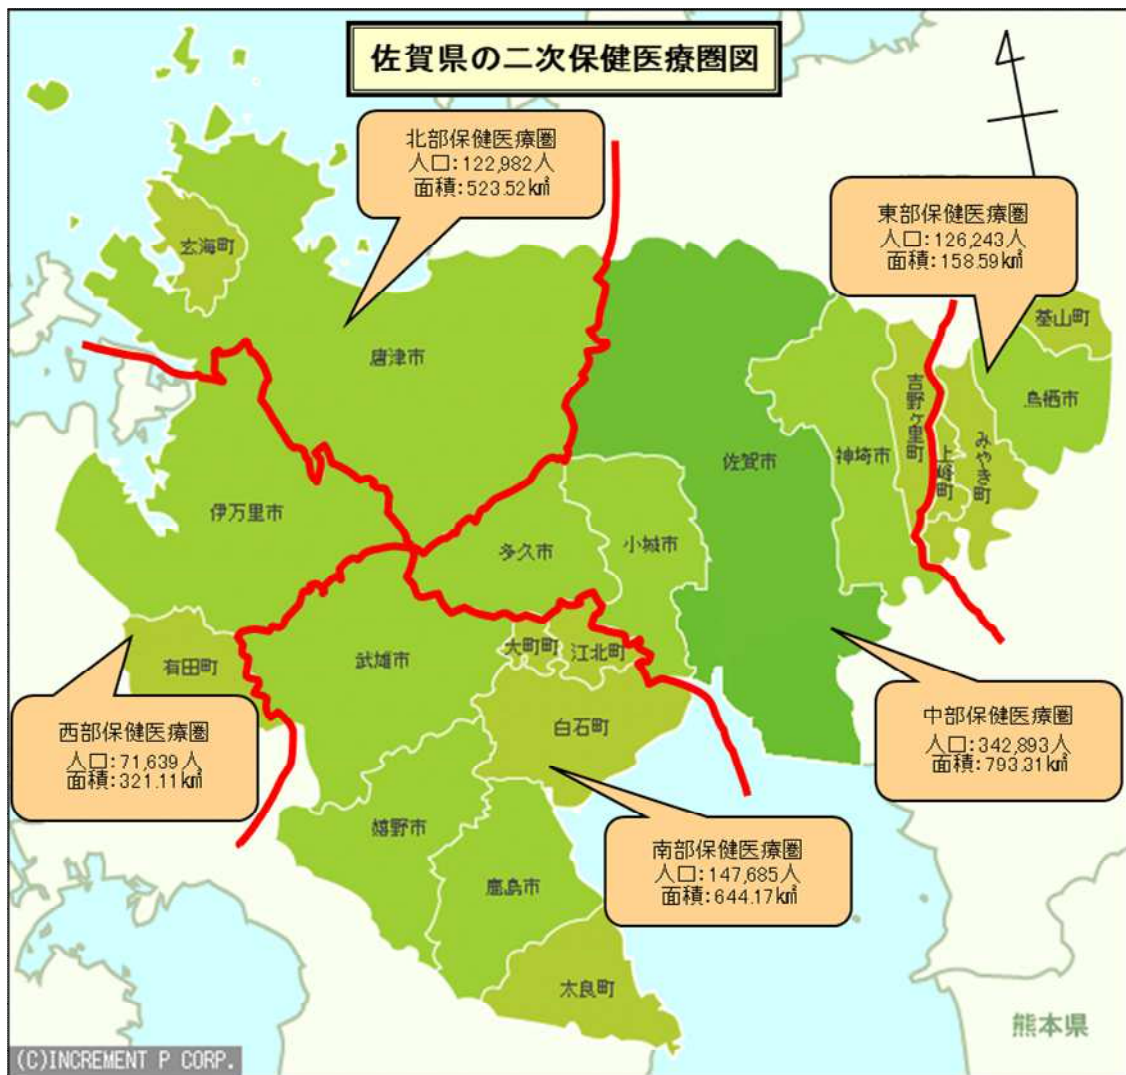 佐賀県の二次保健医療圏図
北部保健医療圏
人口:122,982人
面積:523.52k㎡
東部保健医療圏
人口:126,243人
面積:158.59k㎡
玄海町
基山町
唐津市
鳥栖市
吉野ヶ里町
みやき町
上峰町
神埼市
佐賀市
伊万里市
多久市
小城市
大町町
江北町
武雄市
有田町
西部保健医療圏
人口:71,639人
面積:321.11k㎡
白石町
中部保健医療圏
人口:342,893人
面積:793.31k㎡
嬉野市
南部保健医療圏
人口:147,685人
面積:644.17k㎡
鹿島市
太良町
熊本県
(C)INCREMENT P CORP.